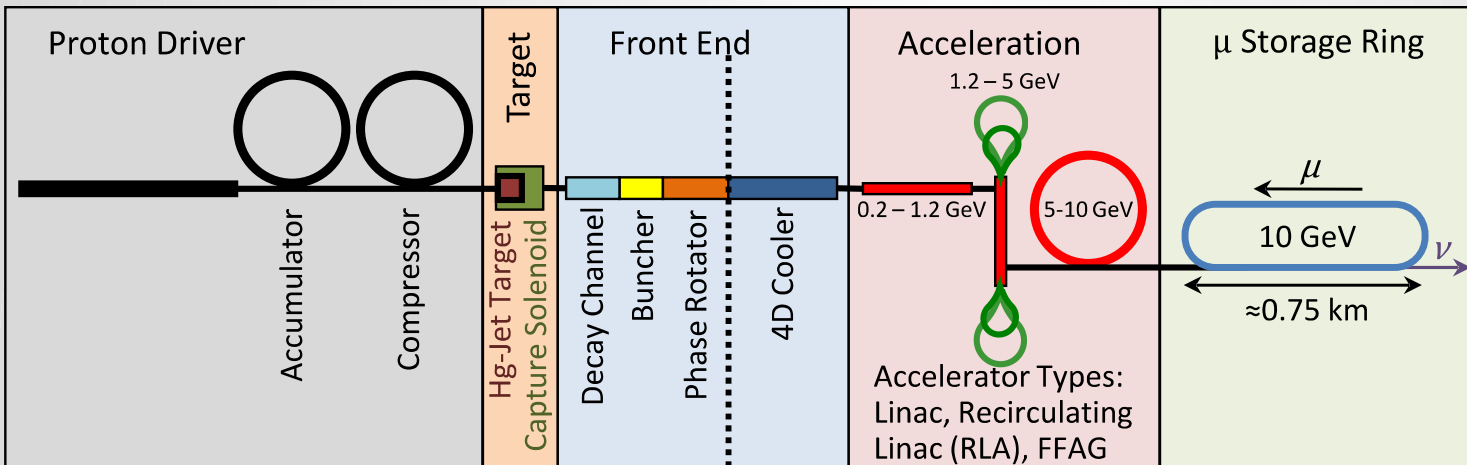 Proton Driver
Accumulator
Compressor
Target
Hg-Jet Target
Capture Solenoid
Front End
Decay Channel
Buncher
Phase Rotator
4D Cooler
Acceleration
1.2 – 5 GeV
0.2 – 1.2 GeV
5-10 GeV
Accelerator Types:
Linac, Recirculating
Linac (RLA), FFAG
μ Storage Ring
μ
10 GeV
ν
≈0.75 km